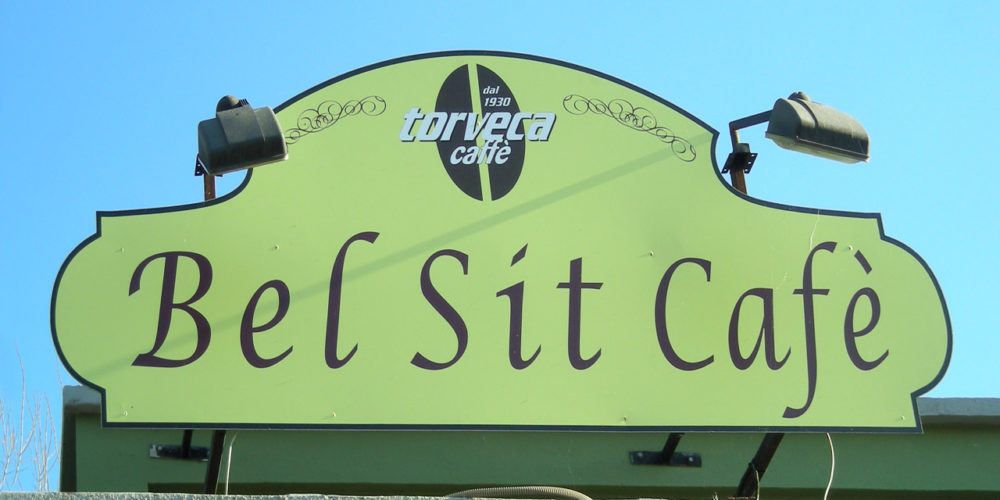 dal
1930
torveca
caffè
Bel Sit Cafè